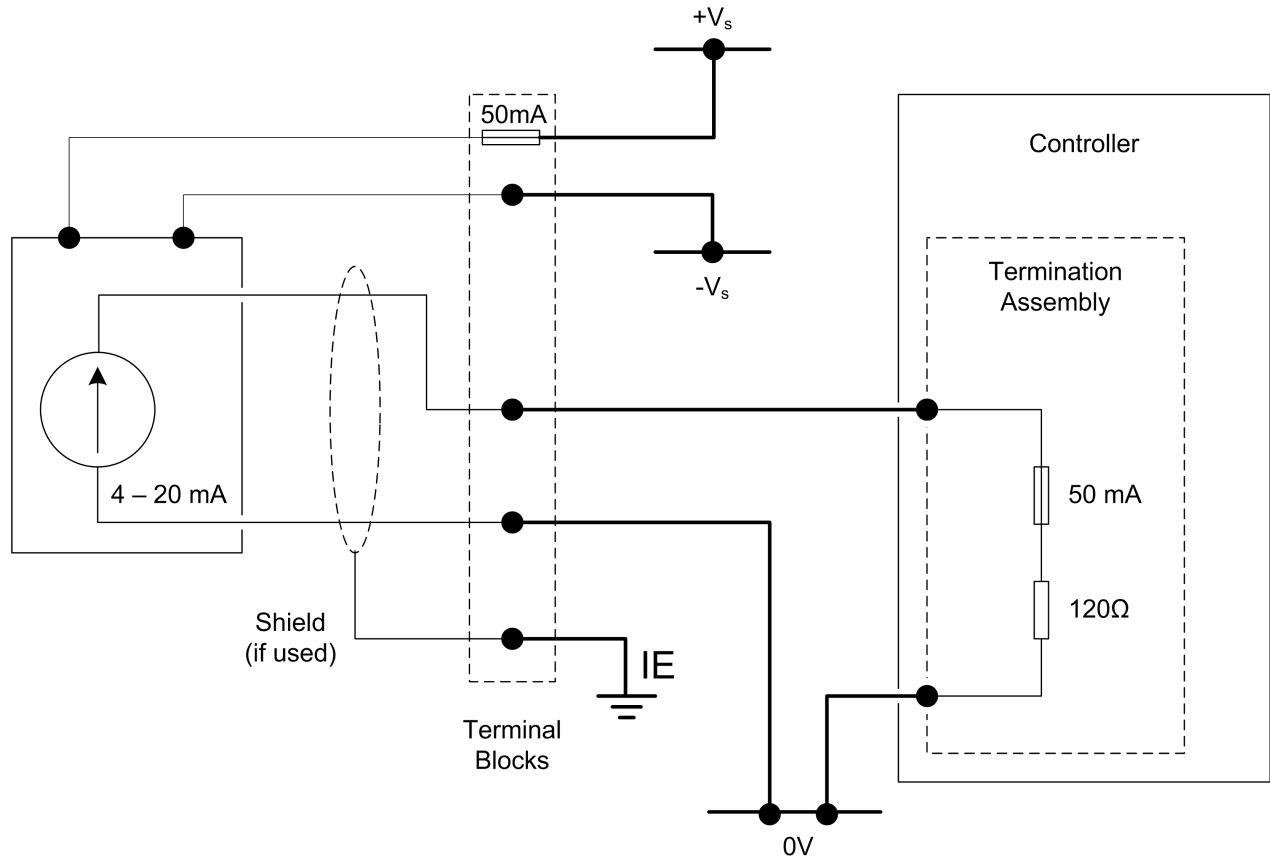 +Vs
50mA
Controller
-Vs
Termination
Assembly
4 – 20 mA
50 mA
120Ω
Shield
(if used)
IE
Terminal
Blocks
0V